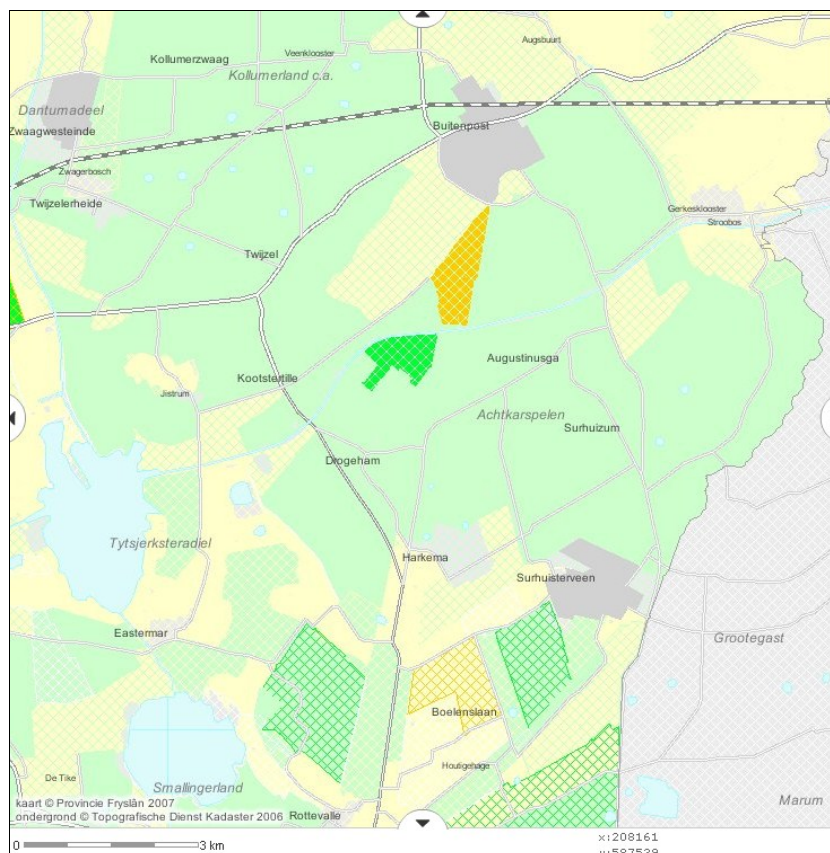 Augsbuurt
Veenklooster
Kollumerzwaag
Kollumerland c.a.
Dantumadeel
Buitenpost
Zwaagwesteinde
Zwagerbosch
Twijzelerheide
Gerkesklooster
Stroobos
Twijzel
Augustinusga
Kootstertille
Jistrum
Achtkarspelen
Surhuizum
Drogeham
Tytsjerksteradiel
Harkema
Surhuisterveen
Eastermar
Grootegast
Boelenslaan
Houtigehage
De Tike
Smallingerland
Marum
kaart © Provincie Fryslân 2007
ondergrond © Topografische Dienst Kadaster 2006
Rottevalle
0 3 km
x:208161
y:587539